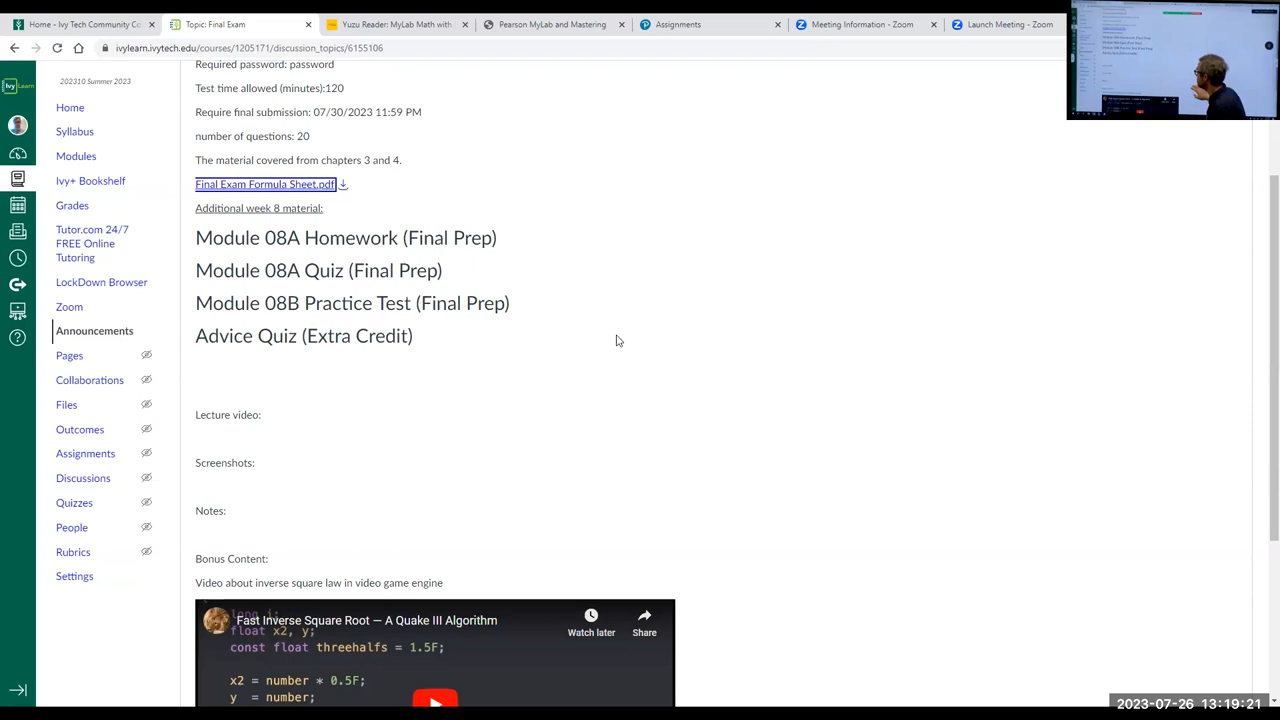 Home - Ivy Tech Community Co
Topic: Final Exam
Yuzu Reader: Precalculus with
Pearson MyLab and Mastering
Assignments
Meeting Information - Zoom
Launch Meeting - Zoom
ivylearn.ivytech.edu/courses/1205171/discussion_topics/6155185
IvyLearn
202310 Summer 2023
Home
Syllabus
Modules
Ivy+ Bookshelf
Grades
Tutor.com 24/7
FREE Online
Tutoring
LockDown Browser
Zoom
Announcements
Pages
Collaborations
Files
Outcomes
Assignments
Discussions
Quizzes
People
Rubrics
Settings
Required password: password
Test time allowed (minutes):120
Require final submission: 07/30/2023 11:59 PM
number of questions: 20
The material covered from chapters 3 and 4.
Final Exam Formula Sheet.pdf
Additional week 8 material:
Module 08A Homework (Final Prep)
Module 08A Quiz (Final Prep)
Module 08B Practice Test (Final Prep)
Advice Quiz (Extra Credit)
Lecture video:
Screenshots:
Notes:
Bonus Content:
Video about inverse square law in video game engine
long i;
Fast Inverse Square Root — A Quake III Algorithm
Watch later
Share
float x2, y;
const float threehalfs = 1.5F;
x2 = number * 0.5F;
y = number;
2023-07-26 13:19:21